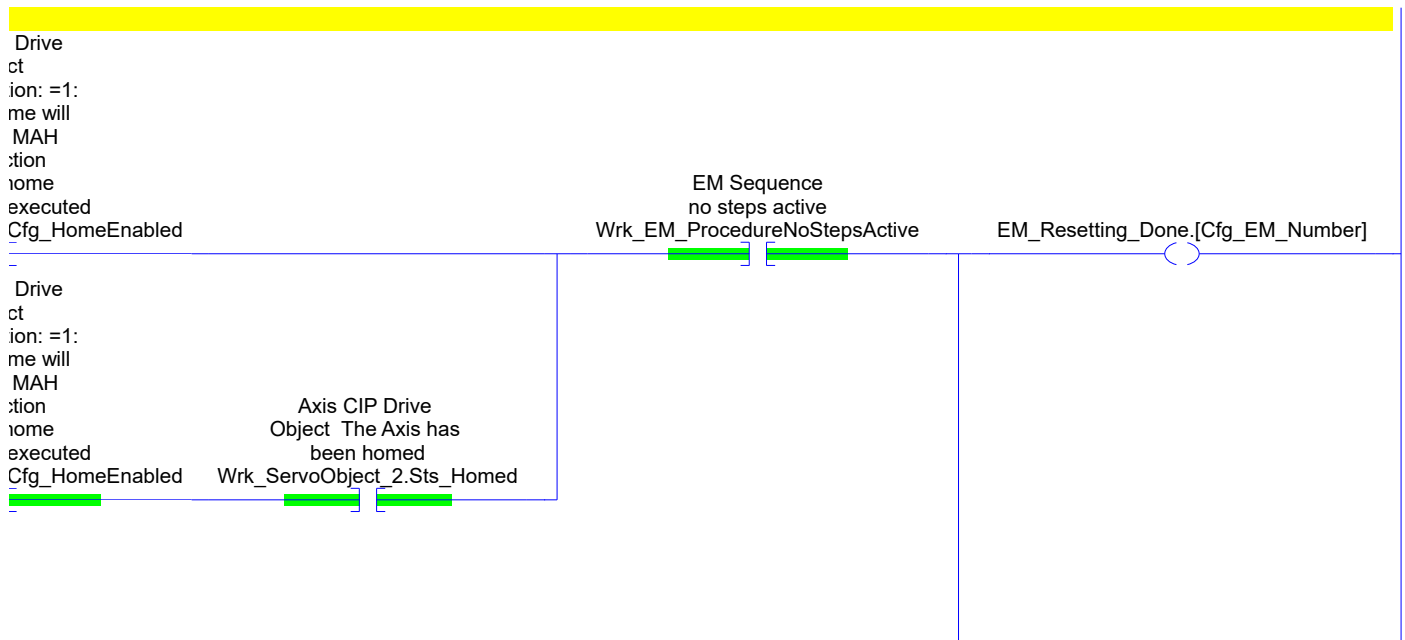 Drive
ct
ion: =1:
me will
MAH
ction
nome
executed
Cfg_HomeEnabled
EM Sequence
no steps active
Wrk_EM_ProcedureNoStepsActive
EM_Resetting_Done.[Cfg_EM_Number]
Drive
ct
ion: =1:
me will
MAH
ction
nome
executed
Cfg_HomeEnabled
Axis CIP Drive
Object The Axis has
been homed
Wrk_ServoObject_2.Sts_Homed